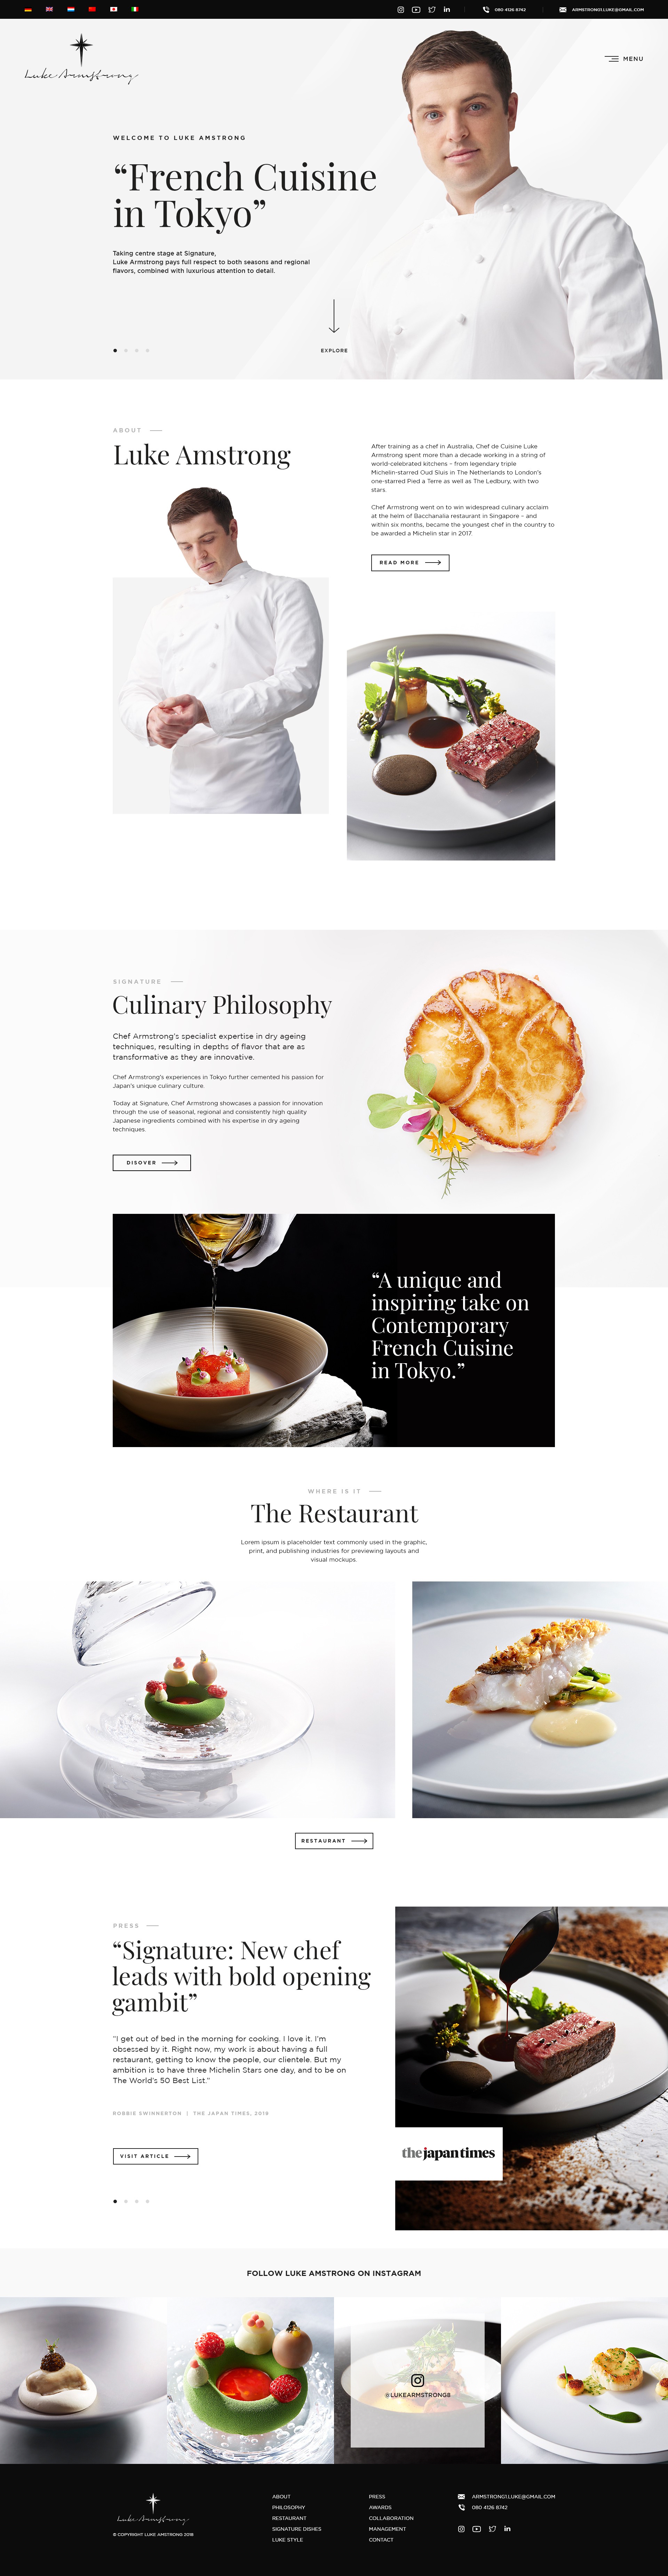 080 4126 8742
ARMSTRONG1.LUKE@GMAIL.COM
Luke Armstrong
MENU
WELCOME TO LUKE AMSTRONG
“French Cuisine
in Tokyo”
Taking centre stage at Signature,
Luke Armstrong pays full respect to both seasons and regional
flavors, combined with luxurious attention to detail.
EXPLORE
ABOUT
Luke Amstrong
After training as a chef in Australia, Chef de Cuisine Luke
Armstrong spent more than a decade working in a string of
world-celebrated kitchens – from legendary triple
Michelin-starred Oud Sluis in The Netherlands to London's
one-starred Pied a Terre as well as The Ledbury, with two
stars.
Chef Armstrong went on to win widespread culinary acclaim
at the helm of Bacchanalia restaurant in Singapore – and
within six months, became the youngest chef in the country to
be awarded a Michelin star in 2017.
READ MORE
SIGNATURE
Culinary Philosophy
Chef Armstrong's specialist expertise in dry ageing
techniques, resulting in depths of flavor that are as
transformative as they are innovative.
Chef Armstrong's experiences in Tokyo further cemented his passion for
Japan's unique culinary culture.
Today at Signature, Chef Armstrong showcases a passion for innovation
through the use of seasonal, regional and consistently high quality
Japanese ingredients combined with his expertise in dry ageing
techniques.
DISOVER
“A unique and
inspiring take on
Contemporary
French Cuisine
in Tokyo.”
WHERE IS IT
The Restaurant
Lorem ipsum is placeholder text commonly used in the graphic,
print, and publishing industries for previewing layouts and
visual mockups.
RESTAURANT
PRESS
“Signature: New chef
leads with bold opening
gambit”
"I get out of bed in the morning for cooking. I love it. I'm
obsessed by it. Right now, my work is about having a full
restaurant, getting to know the people, our clientele. But my
ambition is to have three Michelin Stars one day, and to be on
The World's 50 Best List."
ROBBIE SWINNERTON | THE JAPAN TIMES, 2018
VISIT ARTICLE
the japan times
FOLLOW LUKE AMSTRONG ON INSTAGRAM
@LUKEARMSTRONG8
Luke Armstrong
© COPYRIGHT LUKE AMSTRONG 2018
ABOUT
PHILOSOPHY
RESTAURANT
SIGNATURE DISHES
LUKE STYLE
PRESS
AWARDS
COLLABORATION
MANAGEMENT
CONTACT
ARMSTRONG1.LUKE@GMAIL.COM
080 4126 8742